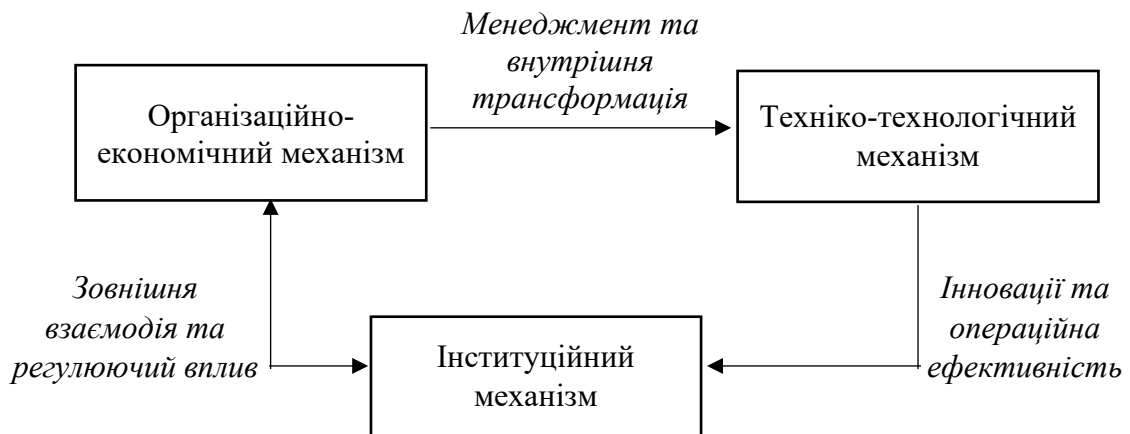 Менеджмент та
внутрішня
трансформація
Організаційно-
економічний механізм
Техніко-технологічний
механізм
Зовнішня
взаємодія та
регулюючий вплив
Інновації та
операційна
ефективність
Інституційний
механізм